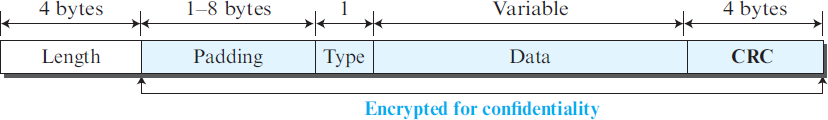 4 bytes 1–8 bytes 1 Variable 4 bytes
Length Padding Type Data CRC
Encrypted for confidentiality